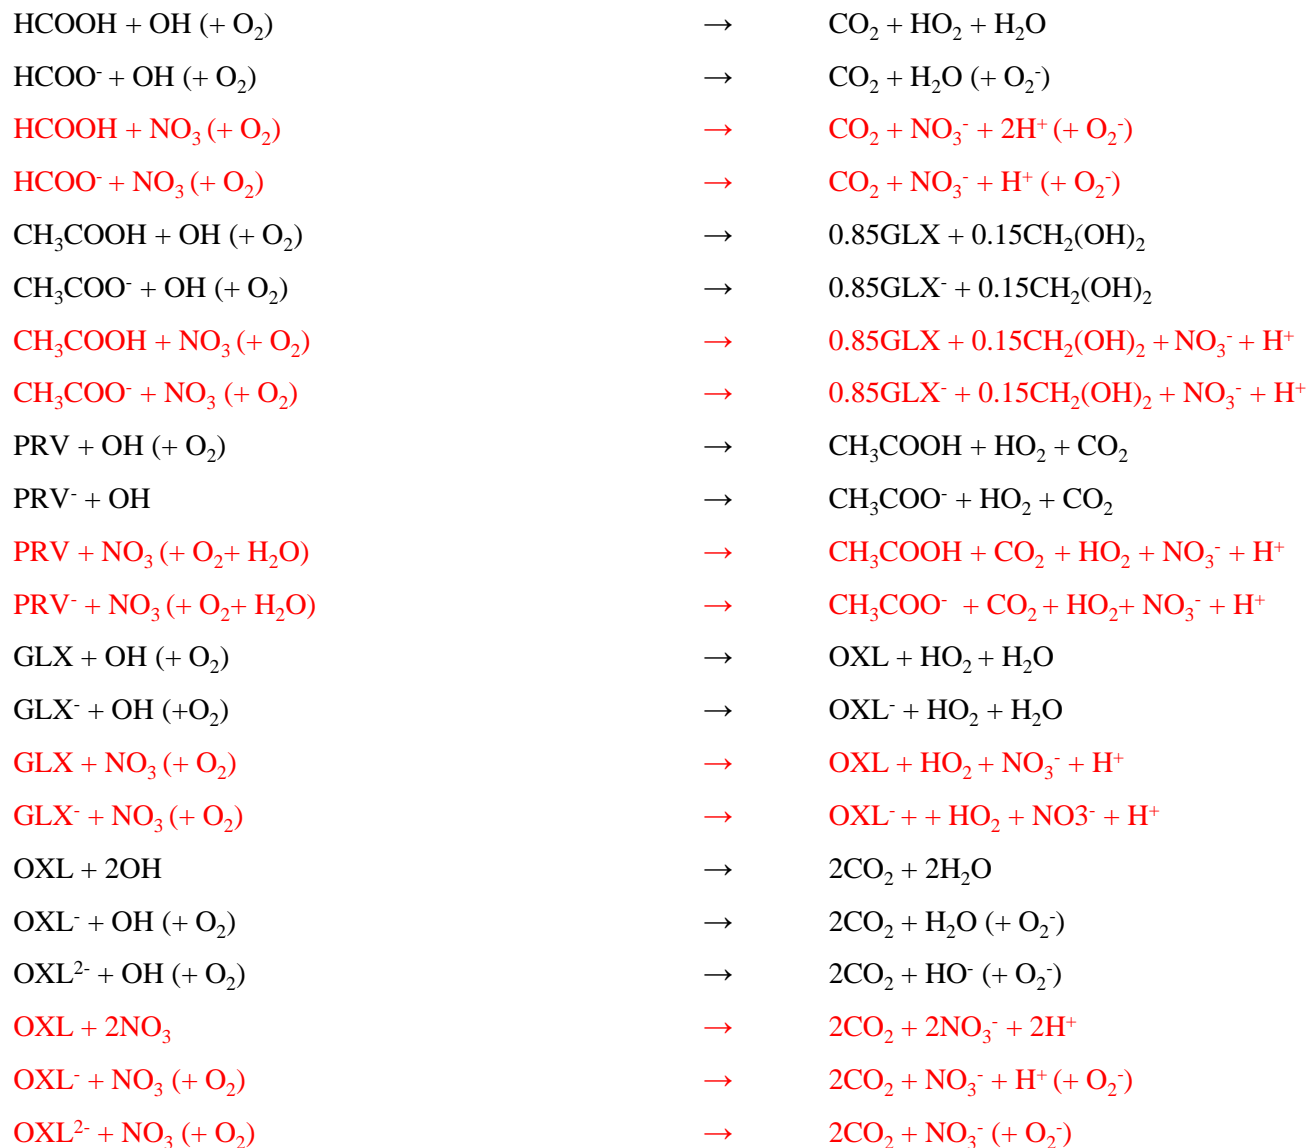 HCOOH + OH (+ O₂) → CO₂ + HO₂ + H₂O
HCOO⁻ + OH (+ O₂) → CO₂ + H₂O (+ O₂⁻)
HCOOH + NO₃ (+ O₂) → CO₂ + NO₃⁻ + 2H⁺ (+ O₂⁻)
HCOO⁻ + NO₃ (+ O₂) → CO₂ + NO₃⁻ + H⁺ (+ O₂⁻)
CH₃COOH + OH (+ O₂) → 0.85GLX + 0.15CH₂(OH)₂
CH₃COO⁻ + OH (+ O₂) → 0.85GLX⁻ + 0.15CH₂(OH)₂
CH₃COOH + NO₃ (+ O₂) → 0.85GLX + 0.15CH₂(OH)₂ + NO₃⁻ + H⁺
CH₃COO⁻ + NO₃ (+ O₂) → 0.85GLX⁻ + 0.15CH₂(OH)₂ + NO₃⁻ + H⁺
PRV + OH (+ O₂) → CH₃COOH + HO₂ + CO₂
PRV⁻ + OH → CH₃COO⁻ + HO₂ + CO₂
PRV + NO₃ (+ O₂+ H₂O) → CH₃COOH + CO₂ + HO₂ + NO₃⁻ + H⁺
PRV⁻ + NO₃ (+ O₂+ H₂O) → CH₃COO⁻ + CO₂ + HO₂+ NO₃⁻ + H⁺
GLX + OH (+ O₂) → OXL + HO₂ + H₂O
GLX⁻ + OH (+O₂) → OXL⁻ + HO₂ + H₂O
GLX + NO₃ (+ O₂) → OXL + HO₂ + NO₃⁻ + H⁺
GLX⁻ + NO₃ (+ O₂) → OXL⁻ + + HO₂ + NO3⁻ + H⁺
OXL + 2OH → 2CO₂ + 2H₂O
OXL⁻ + OH (+ O₂) → 2CO₂ + H₂O (+ O₂⁻)
OXL²⁻ + OH (+ O₂) → 2CO₂ + HO⁻ (+ O₂⁻)
OXL + 2NO₃ → 2CO₂ + 2NO₃⁻ + 2H⁺
OXL⁻ + NO₃ (+ O₂) → 2CO₂ + NO₃⁻ + H⁺ (+ O₂⁻)
OXL²⁻ + NO₃ (+ O₂) → 2CO₂ + NO₃⁻ (+ O₂⁻)